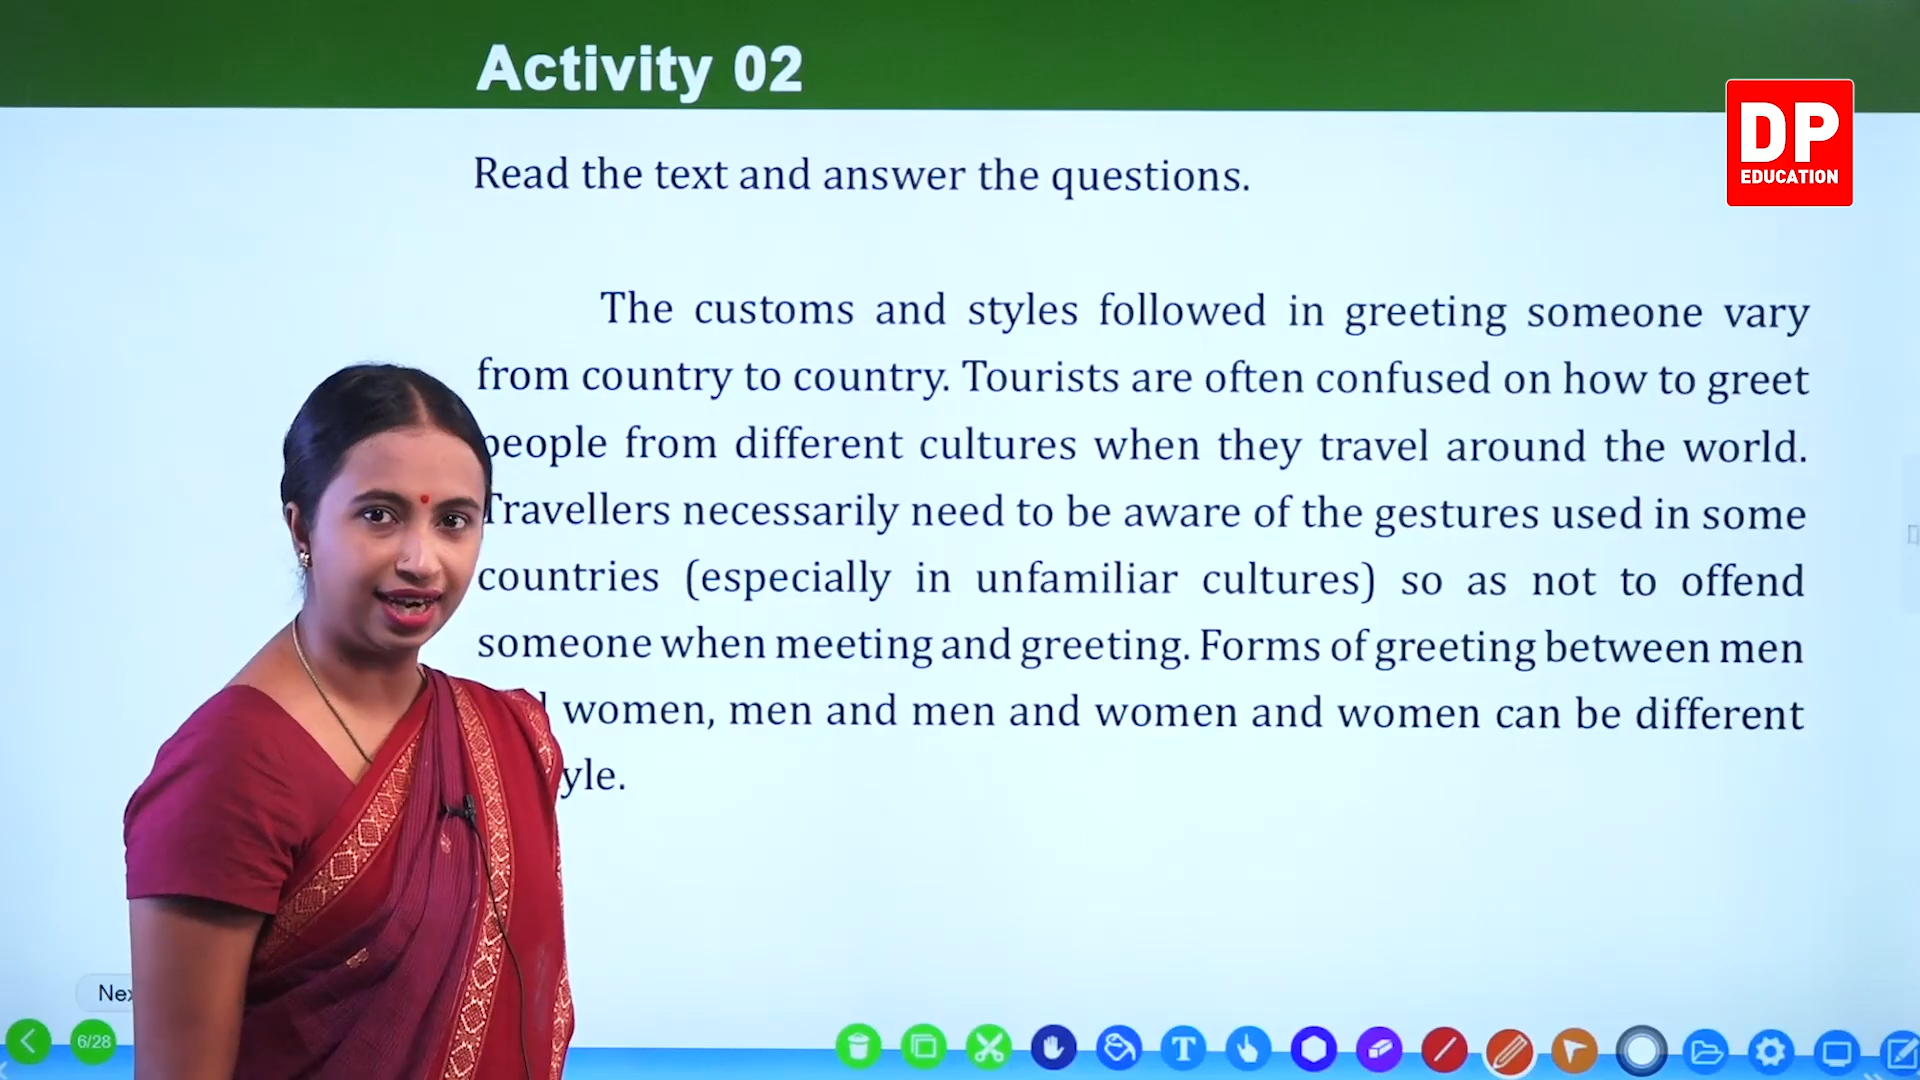 Activity 02
DP
EDUCATION
Read the text and answer the questions.
The customs and styles followed in greeting someone vary
from country to country. Tourists are often confused on how to greet
people from different cultures when they travel around the world.
Travellers necessarily need to be aware of the gestures used in some
countries (especially in unfamiliar cultures) so as not to offend
someone when meeting and greeting. Forms of greeting between men
women, men and men and women and women can be different
yle.
Nex
6/28
T